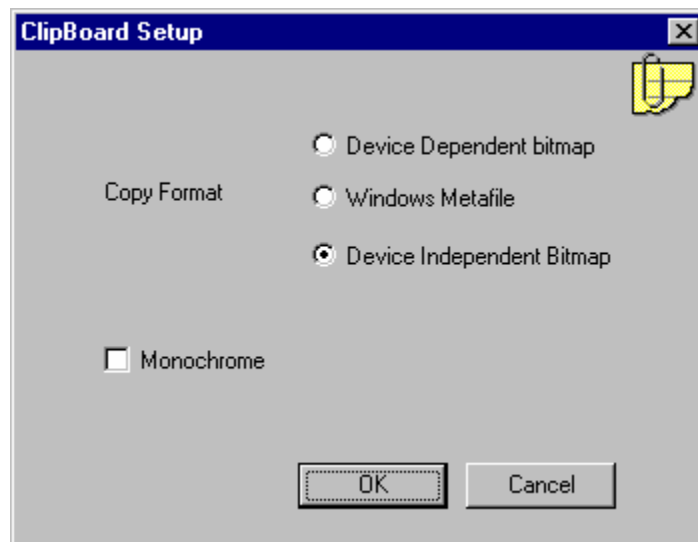 ClipBoard Setup
Device Dependent bitmap
Copy Format
Windows Metafile
Device Independent Bitmap
Monochrome
OK
Cancel